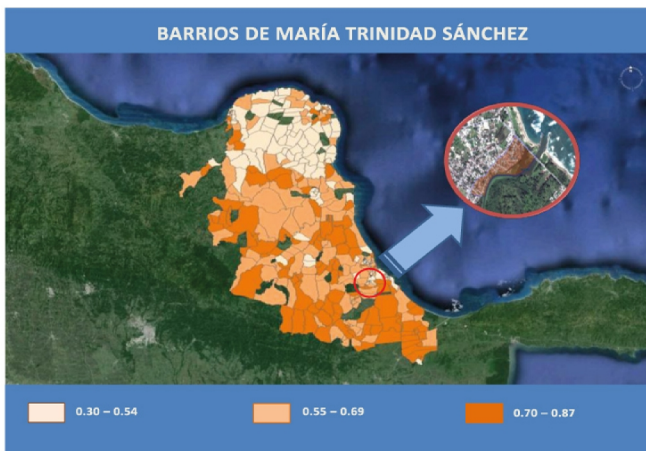 BARRIOS DE MARÍA TRINIDAD SÁNCHEZ
0.30 – 0.54
0.55 – 0.69
0.70 – 0.87